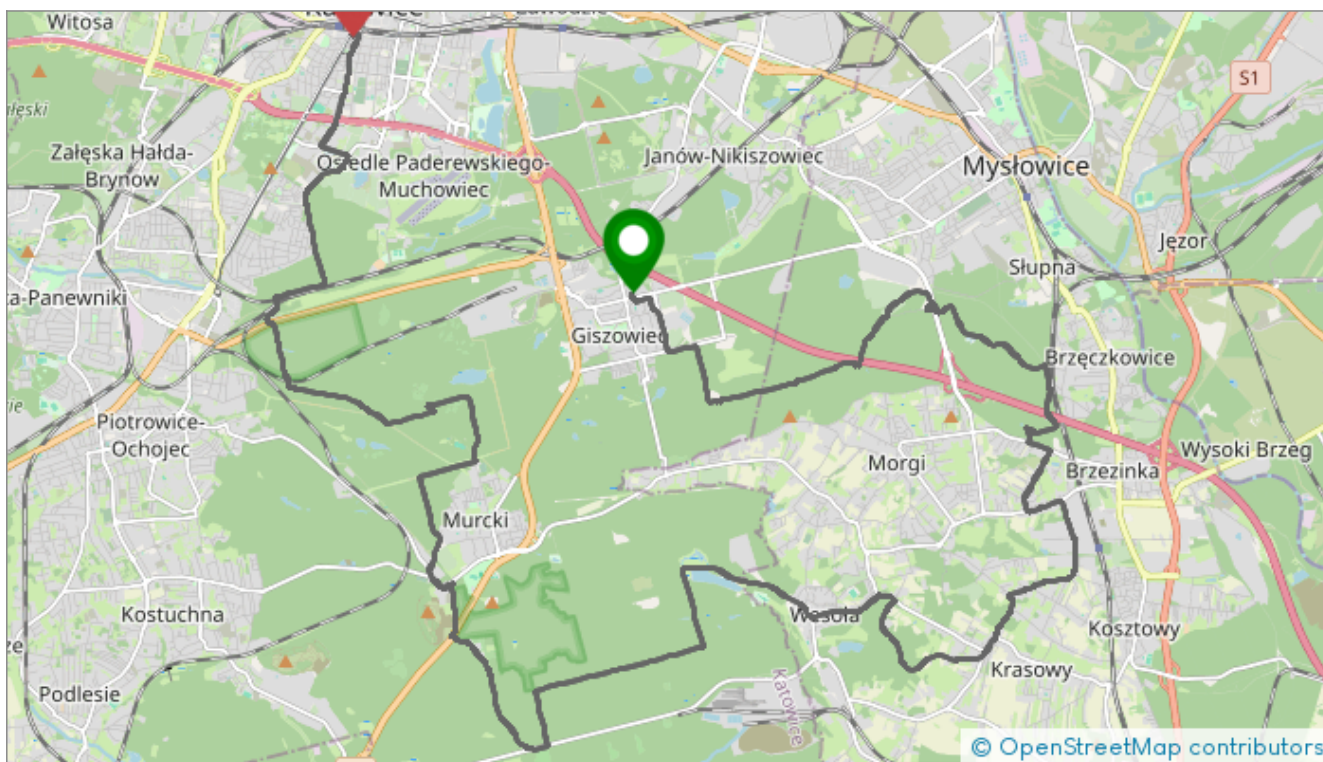 Witosa
S1
Załęska Hałda-
Brynow
Osiedle Paderewskiego-
Muchowiec
Janów-Nikiszowiec
Mysłowice
Jęzor
Słupna
Giszowiec
Brzęczkowice
Piotrowice-
Ochojec
Morgi
Wysoki Brzeg
Brzezinka
Murcki
Kostuchna
Wesoła
Kosztowy
Krasowy
Podlesie
Katowice
© OpenStreetMap contributors